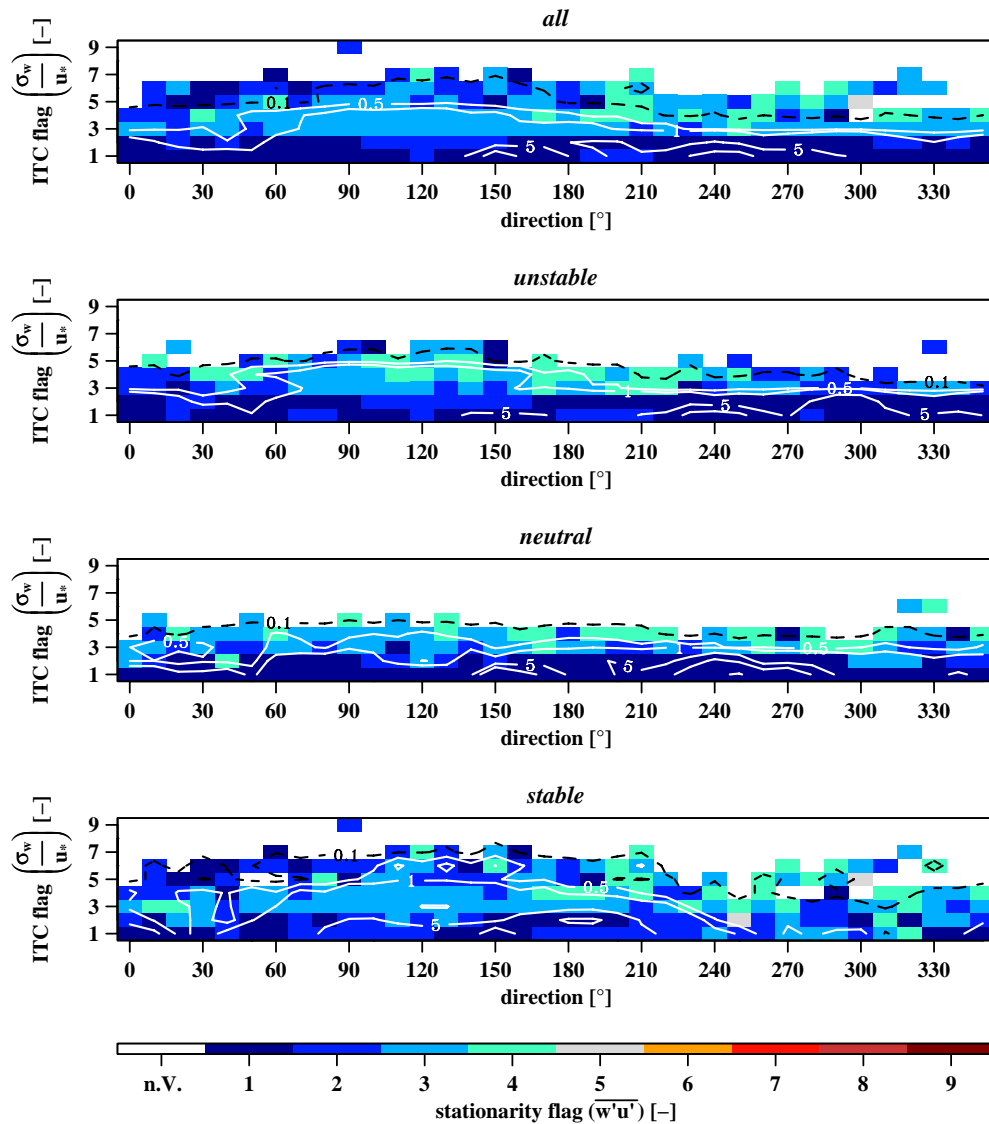 all
ITC flag (σw/u*) [−]
9
7
5
3
1
0.1
0.5
1
5
5
0 30 60 90 120 150 180 210 240 270 300 330
direction [°]
unstable
ITC flag (σw/u*) [−]
9
7
5
3
1
0.5
0.1
1
5
5
5
0 30 60 90 120 150 180 210 240 270 300 330
direction [°]
neutral
ITC flag (σw/u*) [−]
9
7
5
3
1
0.1
0.5
1
0.5
5
5
5
0 30 60 90 120 150 180 210 240 270 300 330
direction [°]
stable
ITC flag (σw/u*) [−]
9
7
5
3
1
0.1
1
0.5
5
0 30 60 90 120 150 180 210 240 270 300 330
direction [°]
n.V. 1 2 3 4 5 6 7 8 9
stationarity flag (w'u') [−]